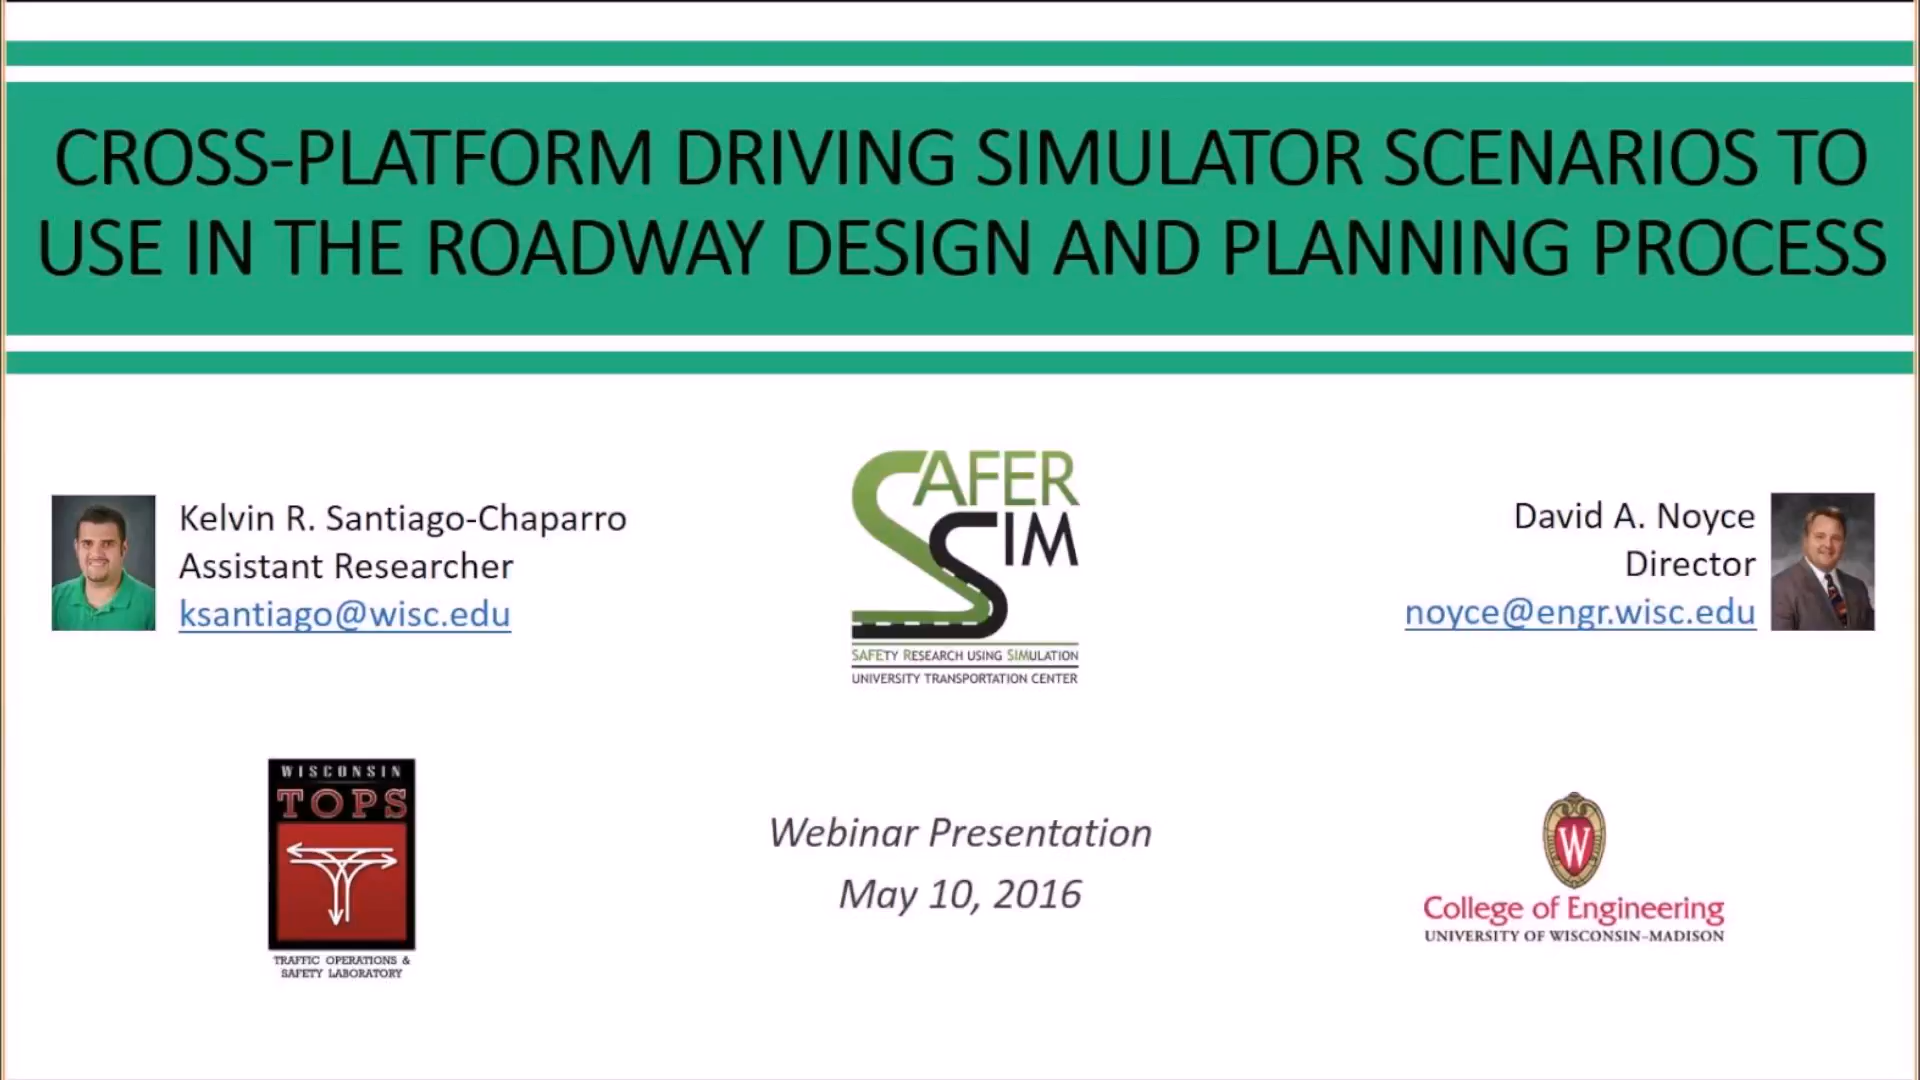 CROSS-PLATFORM DRIVING SIMULATOR SCENARIOS TO
USE IN THE ROADWAY DESIGN AND PLANNING PROCESS
Kelvin R. Santiago-Chaparro
Assistant Researcher
ksantiago@wisc.edu
SAFER
SIM
SAFETY RESEARCH USING SIMULATION
UNIVERSITY TRANSPORTATION CENTER
David A. Noyce
Director
noyce@engr.wisc.edu
WISCONSIN
TOPS
TRAFFIC OPERATIONS &
SAFETY LABORATORY
Webinar Presentation
May 10, 2016
W
College of Engineering
UNIVERSITY OF WISCONSIN–MADISON